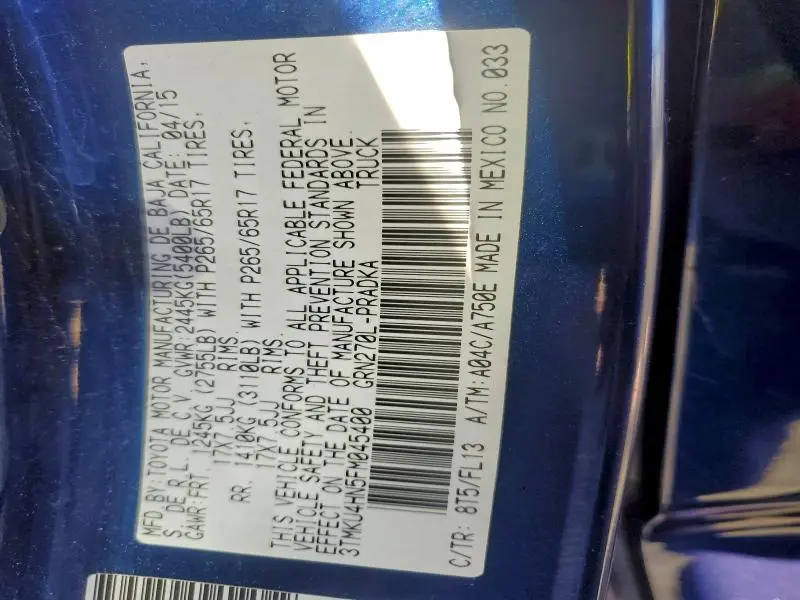 MFD.BY:TOYOTA MOTOR MANUFACTURING DE BAJA CALIFORNIA,
S. DE R.L. DE C.V. GVWR:2445KG(5400LB) DATE: 04/15
GAWR:FRT. 1245KG (2755LB) WITH P265/65R17 TIRES,
17X7.5JJ RIMS
RR. 1410KG (3110LB) WITH P265/65R17 TIRES,
17X7.5JJ RIMS
THIS VEHICLE CONFORMS TO ALL APPLICABLE FEDERAL MOTOR
VEHICLE SAFETY AND THEFT PREVENTION STANDARDS IN
EFFECT ON THE DATE OF MANUFACTURE SHOWN ABOVE.
3TMKU4HN5FM045400 GRN270L-PRADKA TRUCK
C/TR: 8T5/FL13 A/TM:A04C/A750E MADE IN MEXICO NO.033